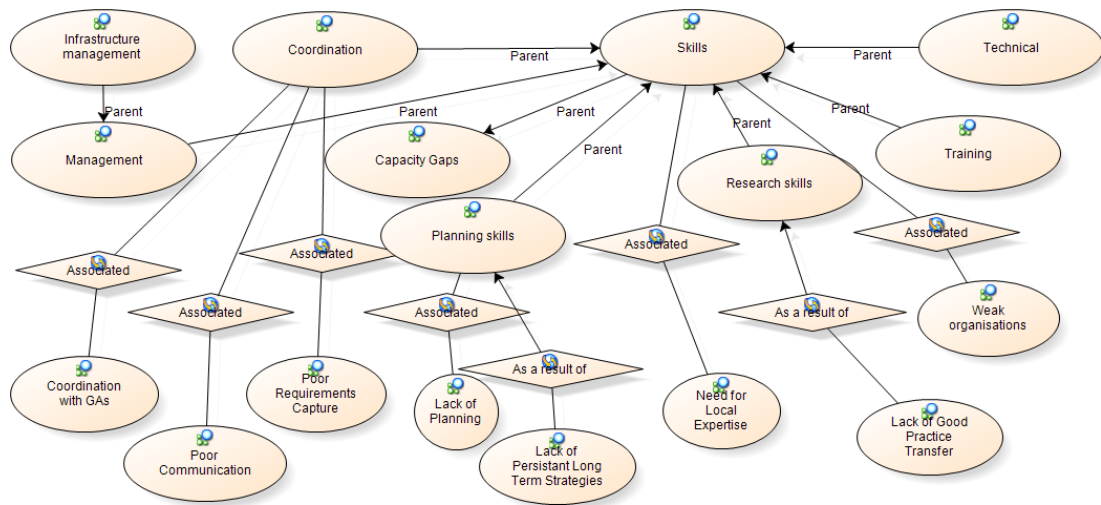 Infrastructure
management
Coordination
Skills
Technical
Parent
Parent
Parent
Parent
Parent
Parent
Parent
Management
Capacity Gaps
Training
Research skills
Planning skills
Associated
Associated
Associated
Associated
Associated
Associated
As a result of
As a result of
Weak
organisations
Coordination
with GAs
Poor
Requirements
Capture
Lack of
Planning
Need for
Local
Expertise
Poor
Communication
Lack of
Persistant Long
Term Strategies
Lack of Good
Practice
Transfer